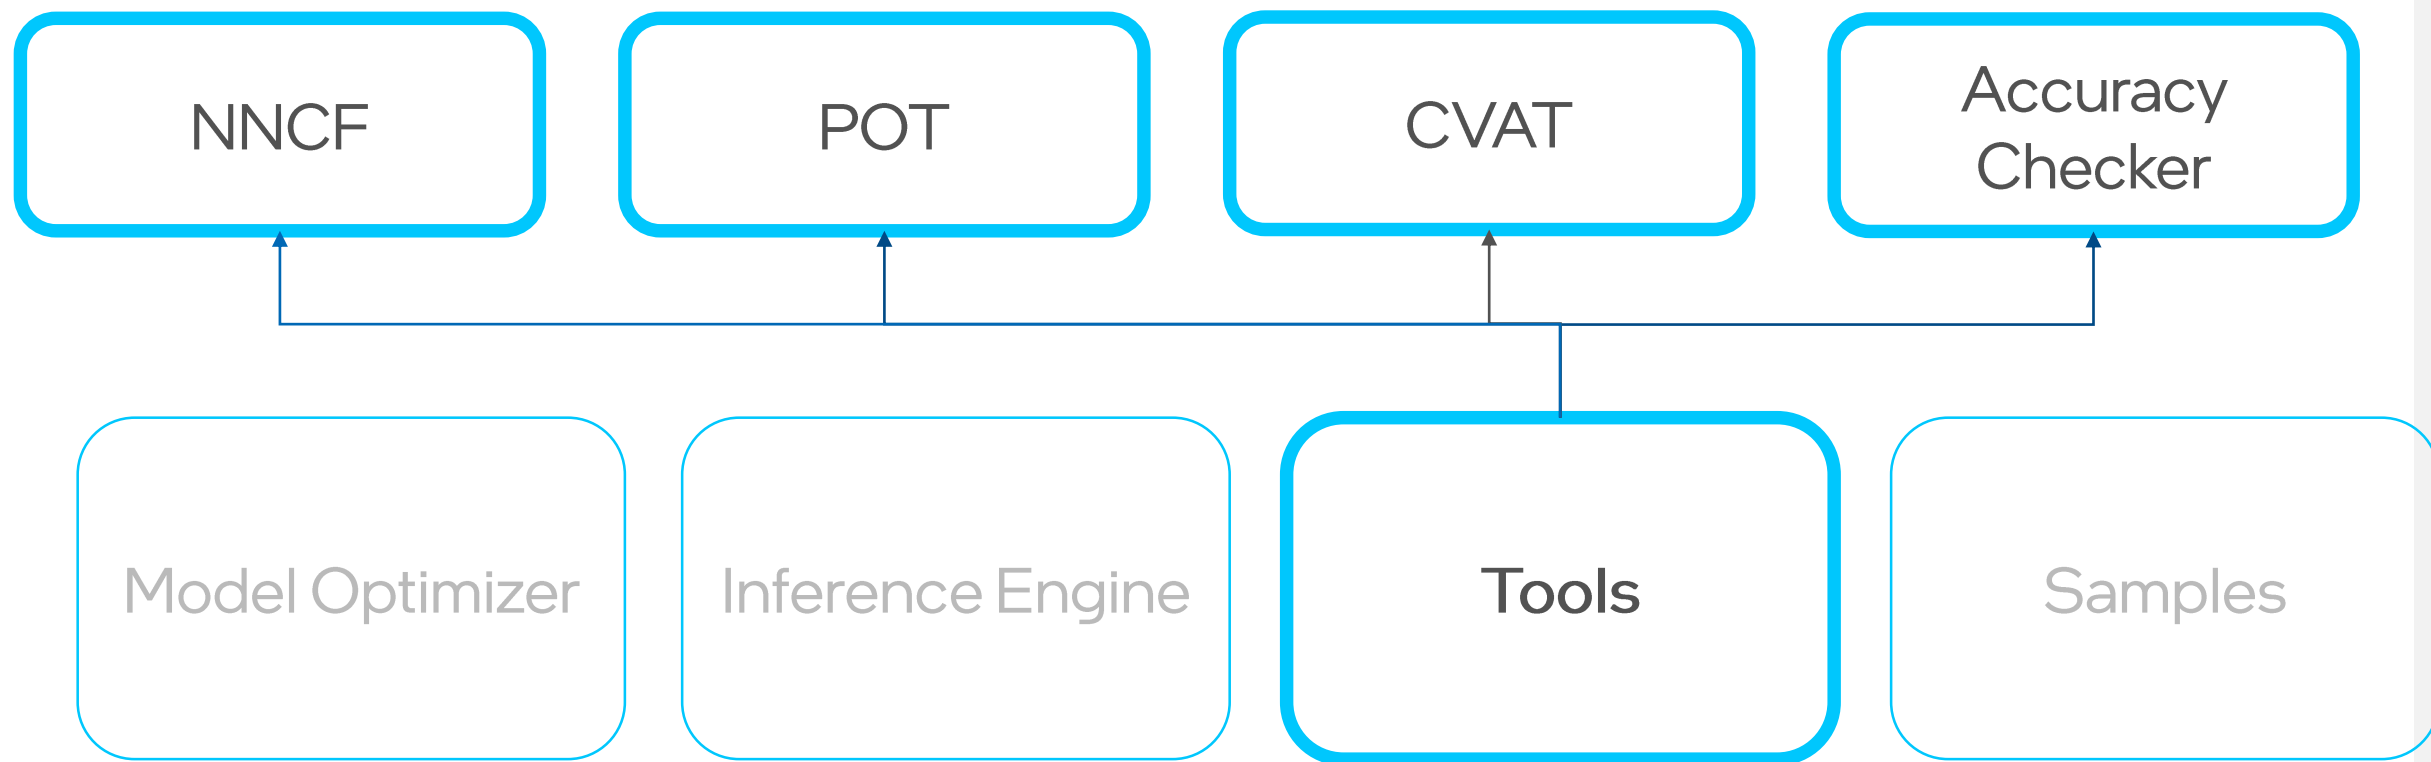 NNCF
POT
CVAT
Accuracy
Checker
Model Optimizer
Inference Engine
Tools
Samples